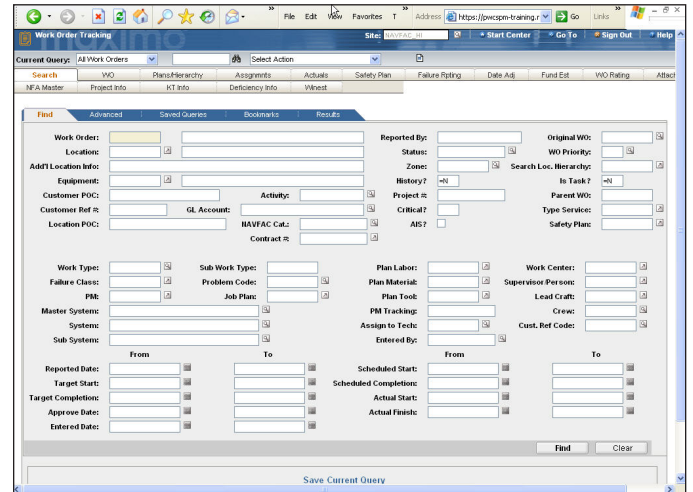 File Edit View Favorites T » Address https://pwcspm-training.r Go Links »
maximo
Work Order Tracking Site: NAVFAC_HI Start Center Go To Sign Out Help
Current Query: All Work Orders Select Action
Search WO Plans/Hierarchy Assgnmnts Actuals Safety Plan Failure Rpting Date Adj Fund Est WO Rating Attach
NFA Master Project Info KT Info Deficiency Info Winest
Find Advanced Saved Queries Bookmarks Results
Work Order: Reported By: Original WO:
Location: Status: WO Priority:
Add'l Location Info: Zone: Search Loc. Hierarchy:
Equipment: History? =N Is Task? =N
Customer POC: Activity: Project #: Parent WO:
Customer Ref #: GL Account: Critical? Type Service:
Location POC: NAVFAC Cat.: AIS? Safety Plan:
Contract #:
Work Type: Sub Work Type: Plan Labor: Work Center:
Failure Class: Problem Code: Plan Material: Supervisor/Person:
PM: Job Plan: Plan Tool: Lead Craft:
Master System: PM Tracking: Crew:
System: Assign to Tech: Cust. Ref Code:
Sub System: Entered By:
From To From To
Reported Date: Scheduled Start:
Target Start: Scheduled Completion:
Target Completion: Actual Start:
Approve Date: Actual Finish:
Entered Date:
Find Clear
Save Current Query